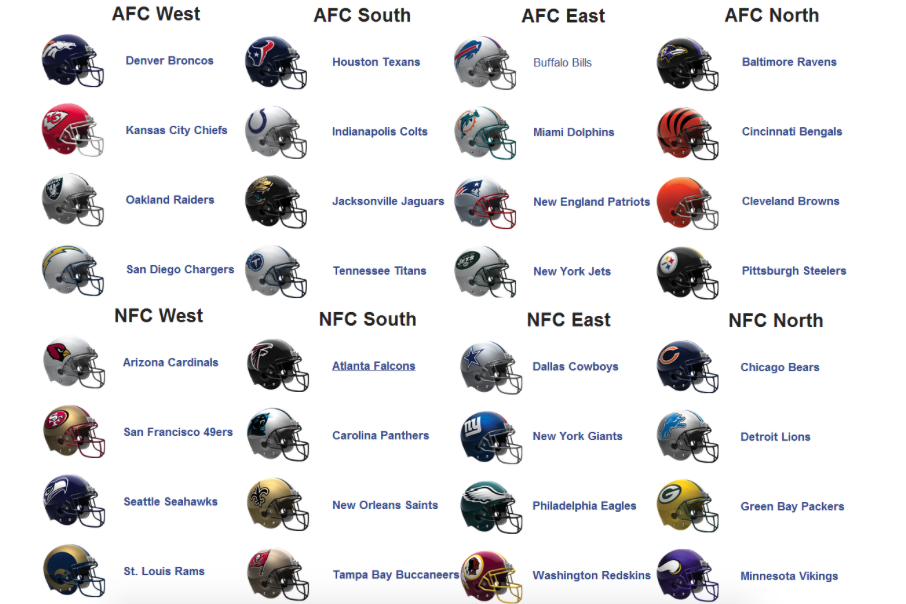 AFC West
AFC South
AFC East
AFC North
Denver Broncos
Houston Texans
Buffalo Bills
Baltimore Ravens
Kansas City Chiefs
Indianapolis Colts
Miami Dolphins
Cincinnati Bengals
Oakland Raiders
Jacksonville Jaguars
New England Patriots
Cleveland Browns
San Diego Chargers
Tennessee Titans
JETS
New York Jets
Pittsburgh Steelers
NFC West
NFC South
NFC East
NFC North
Arizona Cardinals
Atlanta Falcons
Dallas Cowboys
C
Chicago Bears
SF
San Francisco 49ers
Carolina Panthers
ny
New York Giants
Detroit Lions
Seattle Seahawks
New Orleans Saints
Philadelphia Eagles
G
Green Bay Packers
St. Louis Rams
Tampa Bay Buccaneers
Washington Redskins
Minnesota Vikings